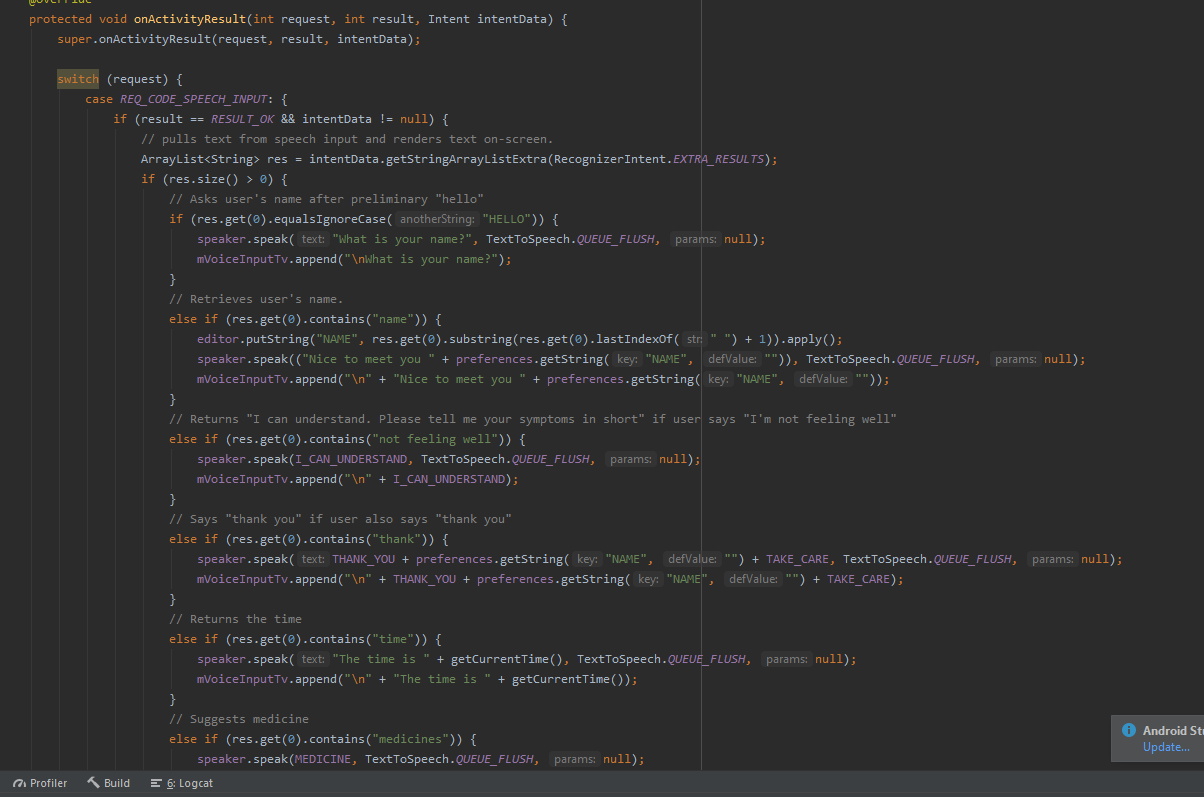 @Override
protected void onActivityResult(int request, int result, Intent intentData) {
super.onActivityResult(request, result, intentData);
switch (request) {
case REQ_CODE_SPEECH_INPUT: {
if (result == RESULT_OK && intentData != null) {
// pulls text from speech input and renders text on-screen.
ArrayList<String> res = intentData.getStringArrayListExtra(RecognizerIntent.EXTRA_RESULTS);
if (res.size() > 0) {
// Asks user's name after preliminary "hello"
if (res.get(0).equalsIgnoreCase( anotherString: "HELLO")) {
speaker.speak( text: "What is your name?", TextToSpeech.QUEUE_FLUSH, params: null);
mVoiceInputTv.append("\nWhat is your name?");
}
// Retrieves user's name.
else if (res.get(0).contains("name")) {
editor.putString("NAME", res.get(0).substring(res.get(0).lastIndexOf( str: " ") + 1)).apply();
speaker.speak(("Nice to meet you " + preferences.getString( key: "NAME", defValue: "")), TextToSpeech.QUEUE_FLUSH, params: null);
mVoiceInputTv.append("\n" + "Nice to meet you " + preferences.getString( key: "NAME", defValue: ""));
}
// Returns "I can understand. Please tell me your symptoms in short" if user says "I'm not feeling well"
else if (res.get(0).contains("not feeling well")) {
speaker.speak(I_CAN_UNDERSTAND, TextToSpeech.QUEUE_FLUSH, params: null);
mVoiceInputTv.append("\n" + I_CAN_UNDERSTAND);
}
// Says "thank you" if user also says "thank you"
else if (res.get(0).contains("thank")) {
speaker.speak( text: THANK_YOU + preferences.getString( key: "NAME", defValue: "") + TAKE_CARE, TextToSpeech.QUEUE_FLUSH, params: null);
mVoiceInputTv.append("\n" + THANK_YOU + preferences.getString( key: "NAME", defValue: "") + TAKE_CARE);
}
// Returns the time
else if (res.get(0).contains("time")) {
speaker.speak( text: "The time is " + getCurrentTime(), TextToSpeech.QUEUE_FLUSH, params: null);
mVoiceInputTv.append("\n" + "The time is " + getCurrentTime());
}
// Suggests medicine
else if (res.get(0).contains("medicines")) {
speaker.speak(MEDICINE, TextToSpeech.QUEUE_FLUSH, params: null);
Android St
Update...
Profiler Build 6: Logcat